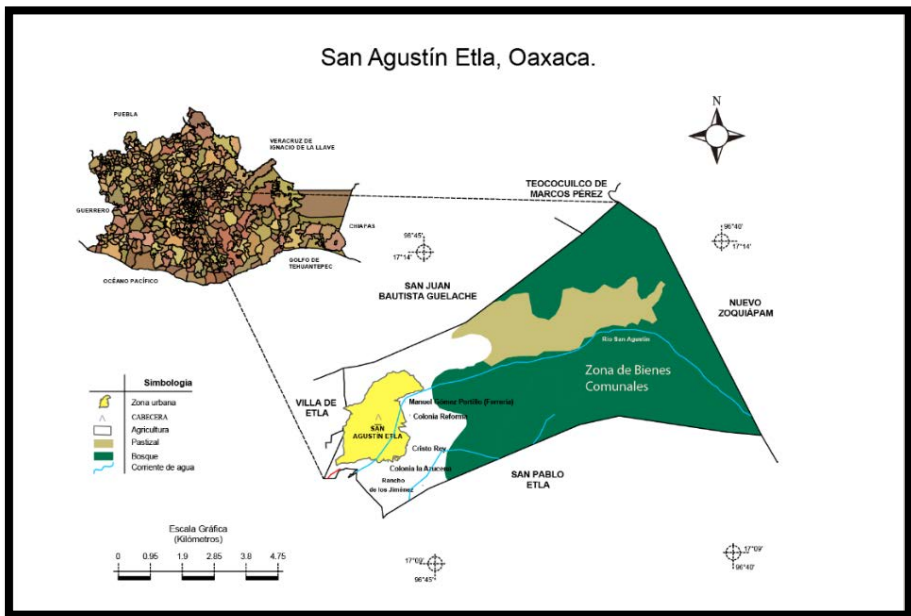 San Agustín Etla, Oaxaca.
PUEBLA
VERACRUZ DE
IGNACIO DE LA LLAVE
GUERRERO
CHIAPAS
GOLFO DE
TEHUANTEPEC
OCÉANO PACÍFICO
N
TEOCOCUILCO DE
MARCOS PÉREZ
98°45'
17°14'
96°40'
17°14'
SAN JUAN
BAUTISTA GUELACHE
NUEVO
ZOQUIÁPAM
Río San Agustín
Zona de Bienes
Comunales
VILLA DE
ETLA
Manuel Gómez Portillo (Ferrería)
Colonia Reforma
SAN
AGUSTÍN ETLA
Cristo Rey
Colonia la Azucena
Rancho
de los Jiménez
SAN PABLO
ETLA
Simbología
Zona urbana
CABECERA
Agricultura
Pastizal
Bosque
Corriente de agua
Escala Gráfica
(Kilómetros)
0 0.95 1.9 2.85 3.8 4.75
17°09'
96°45'
17°09'
96°40'